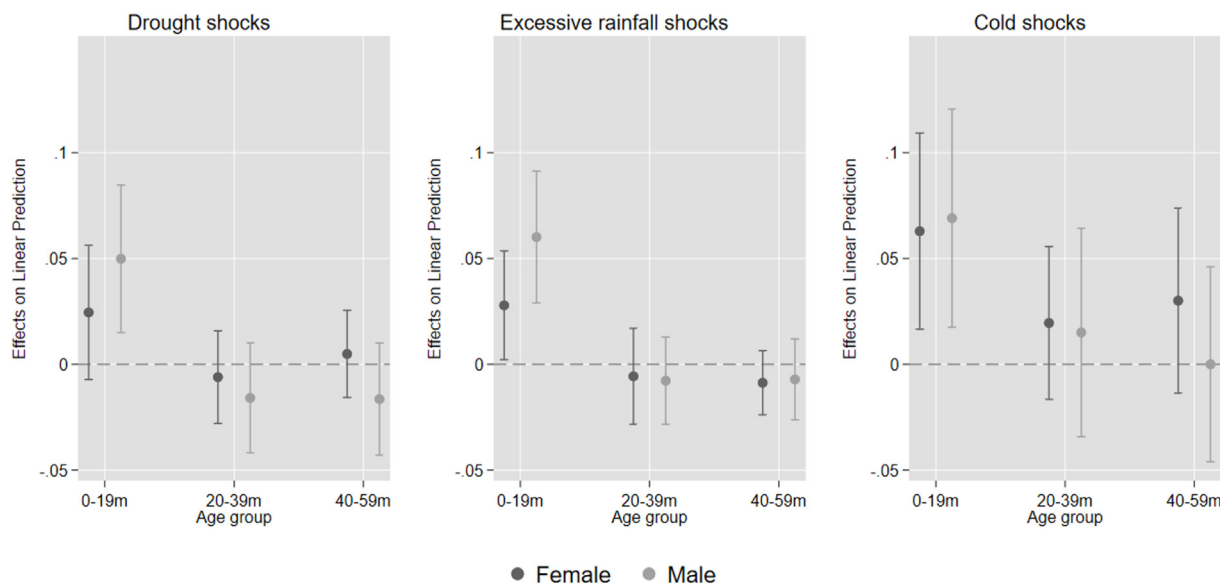 Drought shocks
Effects on Linear Prediction
.1
.05
0
-.05
0-19m
20-39m
40-59m
Age group
Excessive rainfall shocks
Effects on Linear Prediction
.1
.05
0
-.05
0-19m
20-39m
40-59m
Age group
Cold shocks
Effects on Linear Prediction
.1
.05
0
-.05
0-19m
20-39m
40-59m
Age group
Female
Male